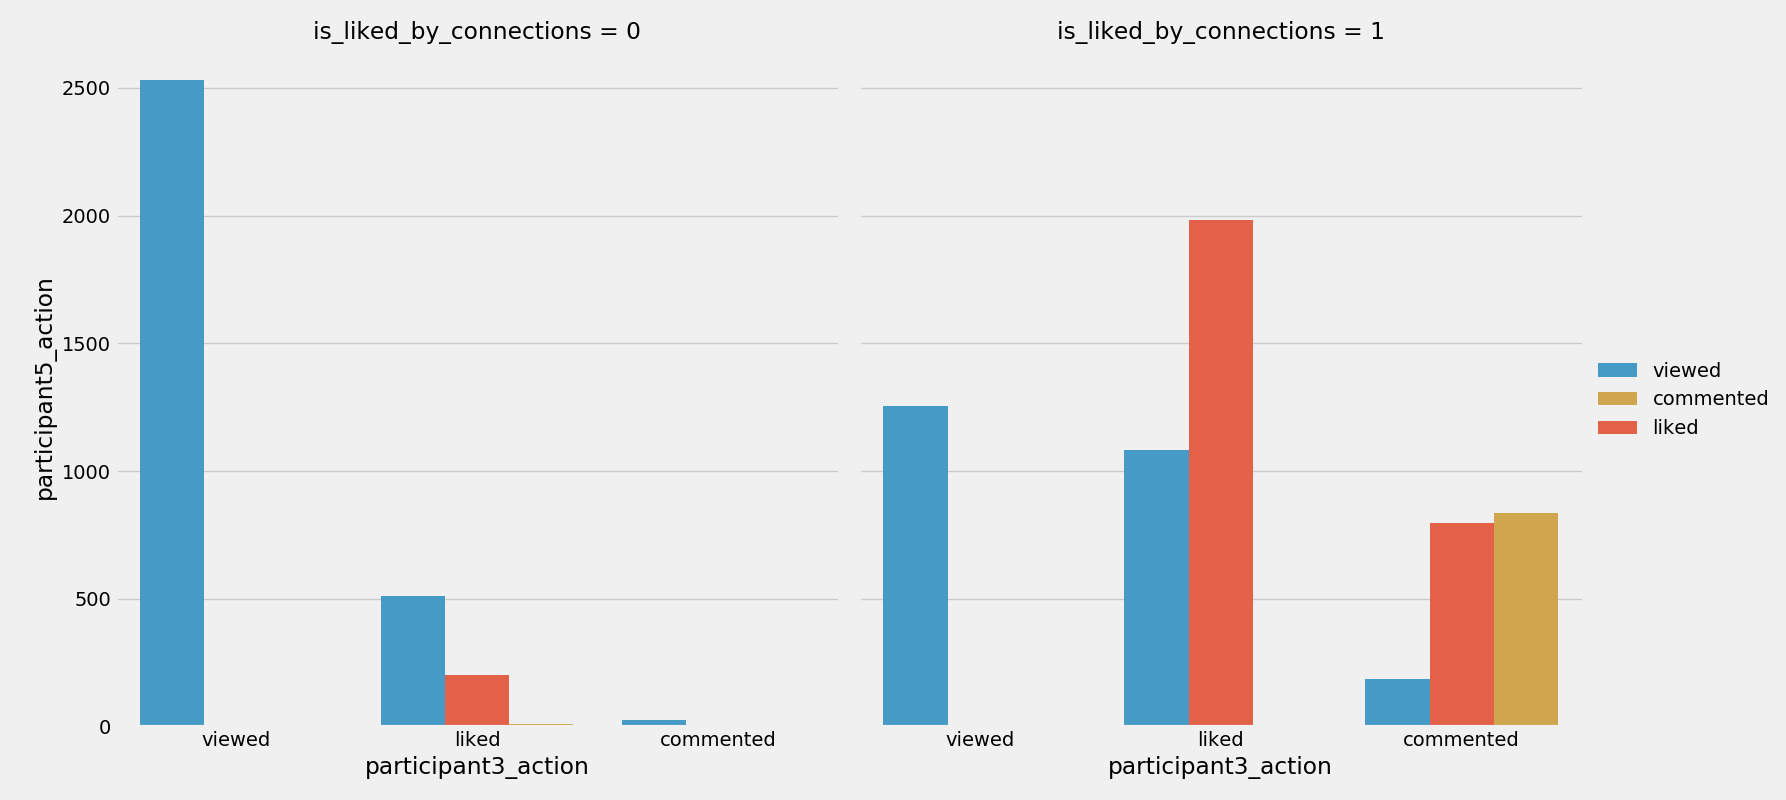 is_liked_by_connections = 0
is_liked_by_connections = 1
participant5_action
2500
2000
1500
1000
500
0
viewed
liked
commented
participant3_action
viewed
liked
commented
participant3_action
viewed
commented
liked